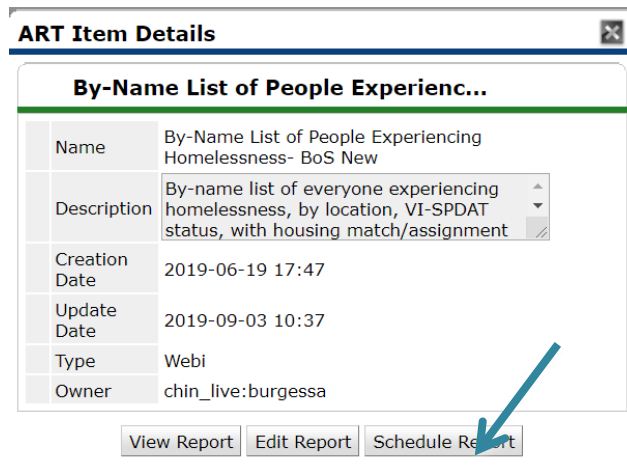 ART Item Details
By-Name List of People Experienc...
Name
By-Name List of People Experiencing
Homelessness- BoS New
Description
By-name list of everyone experiencing
homelessness, by location, VI-SPDAT
status, with housing match/assignment
Creation
Date
2019-06-19 17:47
Update
Date
2019-09-03 10:37
Type
Webi
Owner
chin_live:burgessa
View Report
Edit Report
Schedule Report